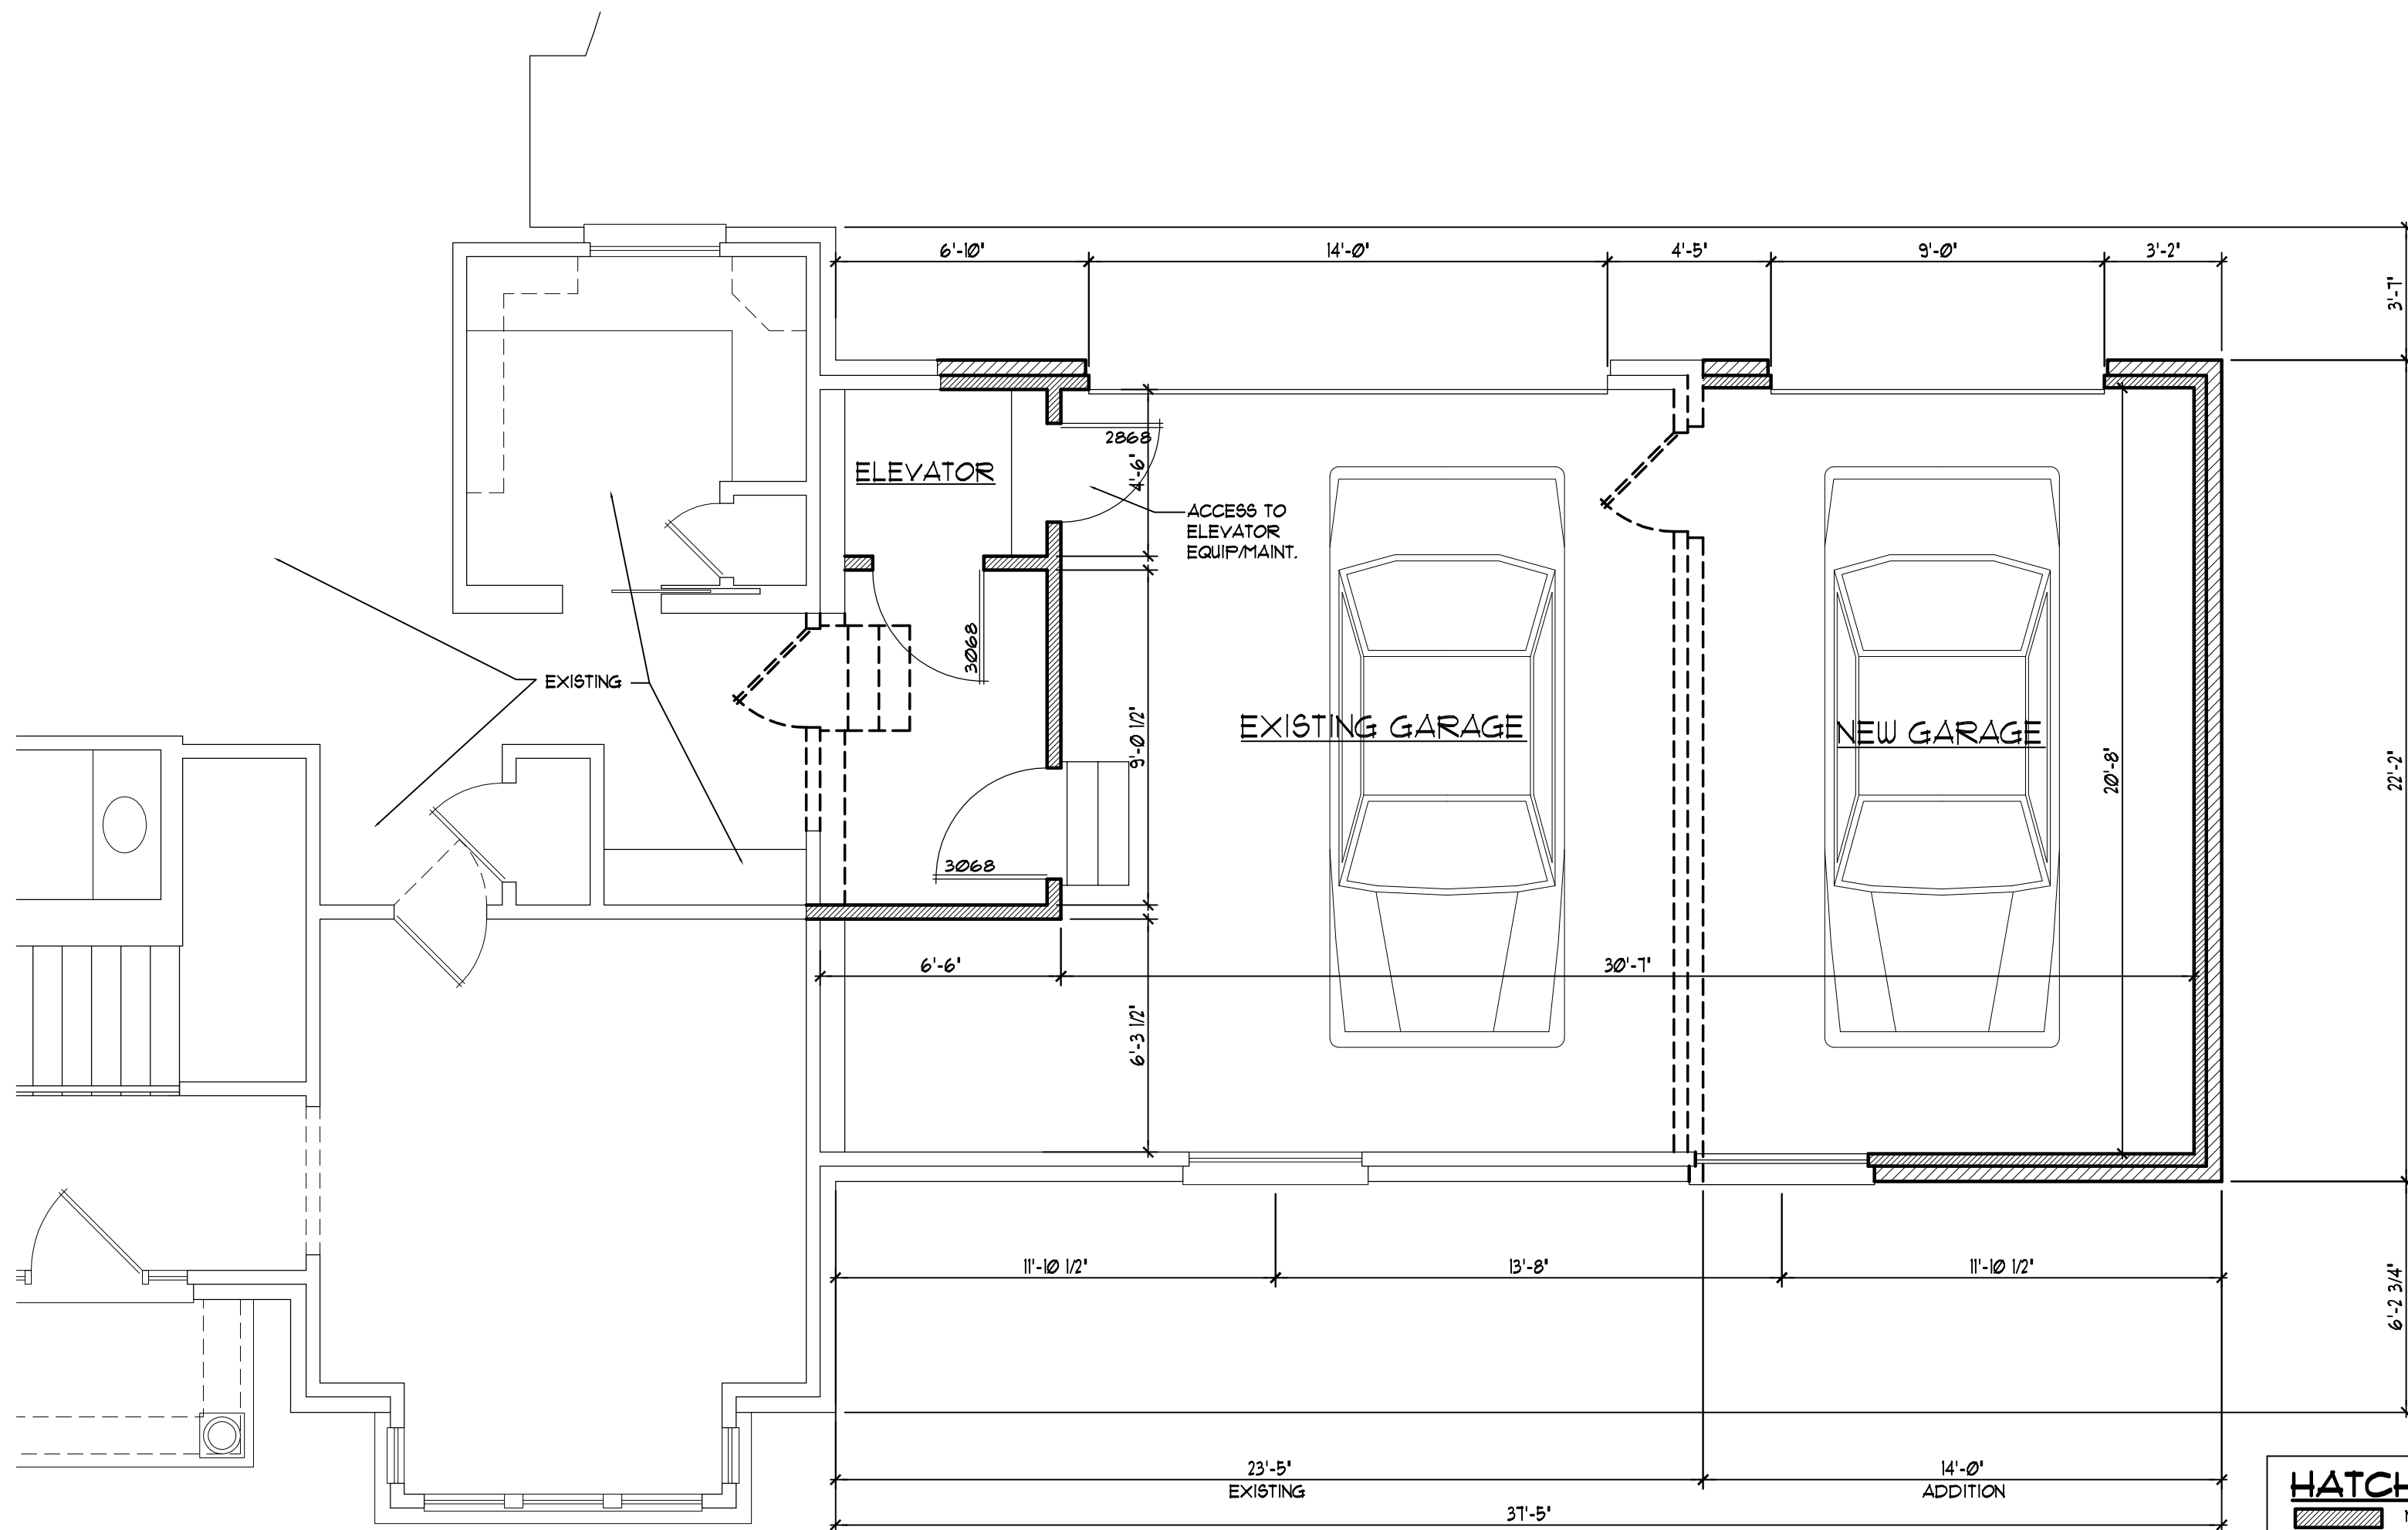 6'-10"
14'-0"
4'-5"
9'-0"
3'-2"
3'-7"
2868
ELEVATOR
4'-6"
ACCESS TO
ELEVATOR
EQUIP/MAINT.
3068
EXISTING
9'-0 1/2"
EXISTING GARAGE
NEW GARAGE
20'-8"
22'-2"
3068
6'-6"
30'-7"
6'-3 1/2"
11'-10 1/2"
13'-8"
11'-10 1/2"
6'-2 3/4"
23'-5"
EXISTING
14'-0"
ADDITION
37'-5"
HATCH